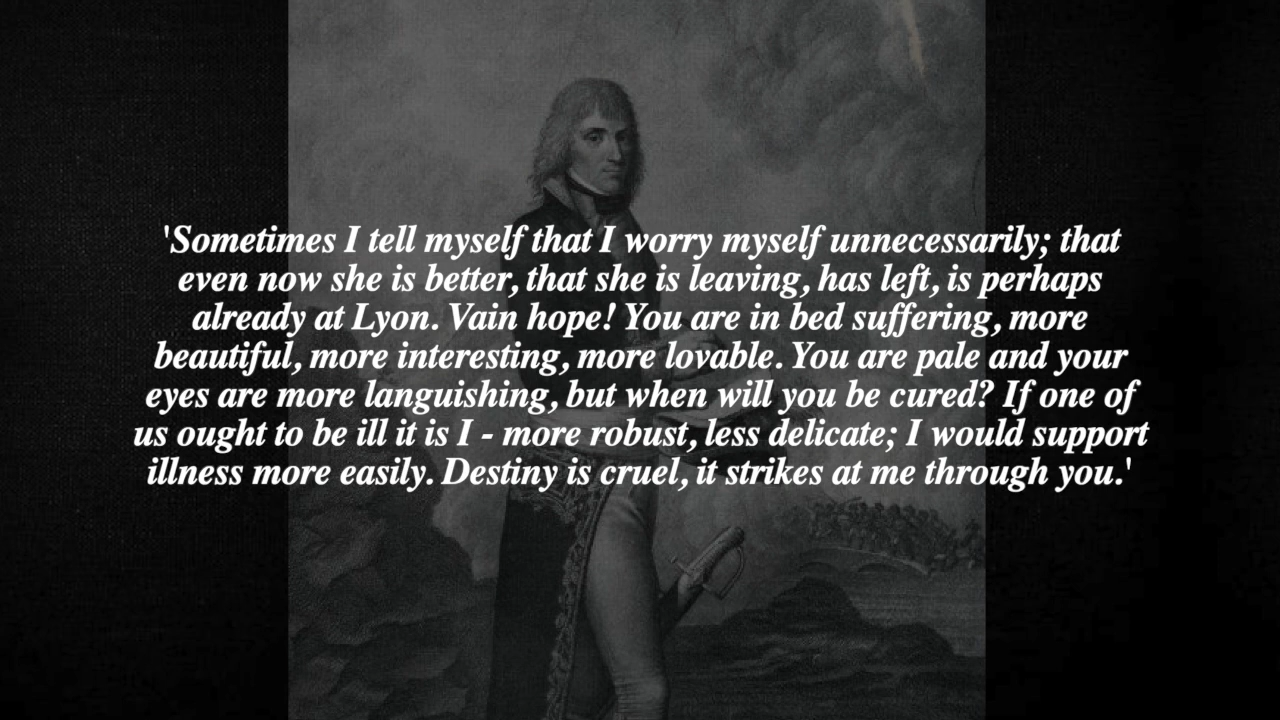 'Sometimes I tell myself that I worry myself unnecessarily; that
even now she is better, that she is leaving, has left, is perhaps
already at Lyon. Vain hope! You are in bed suffering, more
beautiful, more interesting, more lovable. You are pale and your
eyes are more languishing, but when will you be cured? If one of
us ought to be ill it is I - more robust, less delicate; I would support
illness more easily. Destiny is cruel, it strikes at me through you.'